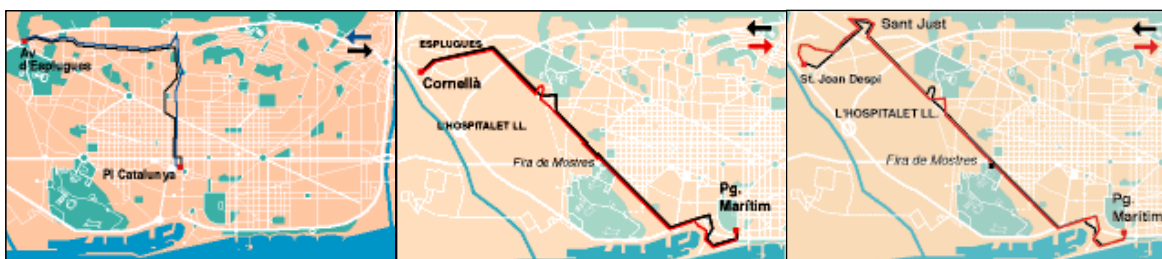 Av.
d'Esplugues
Pl Catalunya
ESPLUGUES
Cornellà
L'HOSPITALET LL.
Fira de Mostres
Pg.
Marítim
Sant Just
St. Joan Despi
L'HOSPITALET LL.
Fira de Mostres
Pg.
Marítim